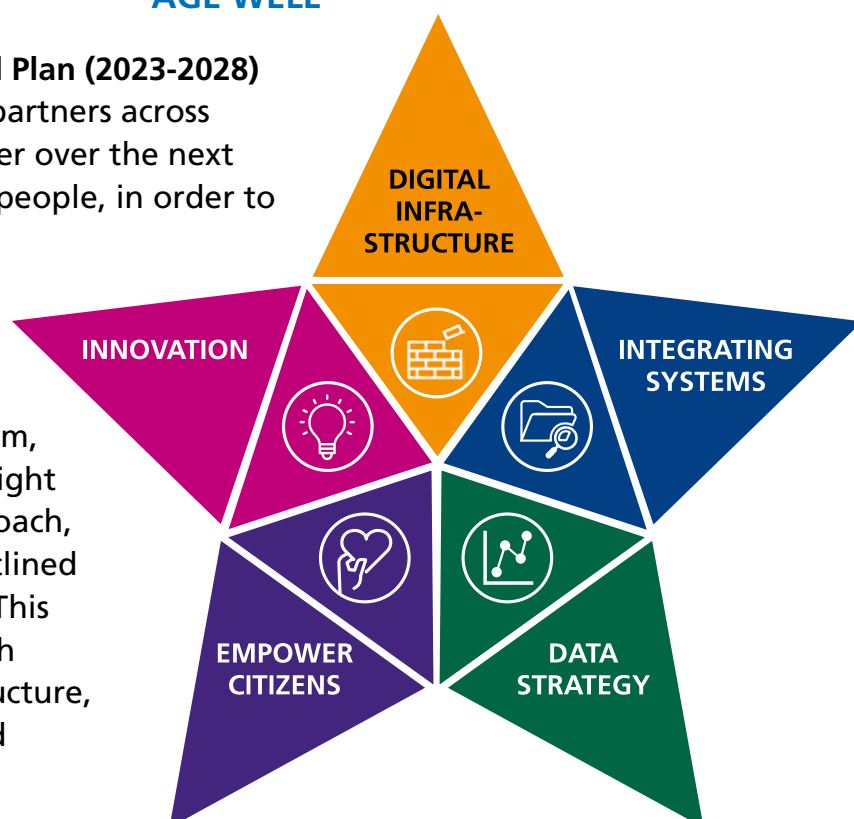 AGE WELL
Plan (2023-2028)
partners across
er over the next
people, in order to
DIGITAL
INFRA-
STRUCTURE
INNOVATION
INTEGRATING
SYSTEMS
m,
ight
oach,
tlined
This
h
ucture,
d
EMPOWER
CITIZENS
DATA
STRATEGY